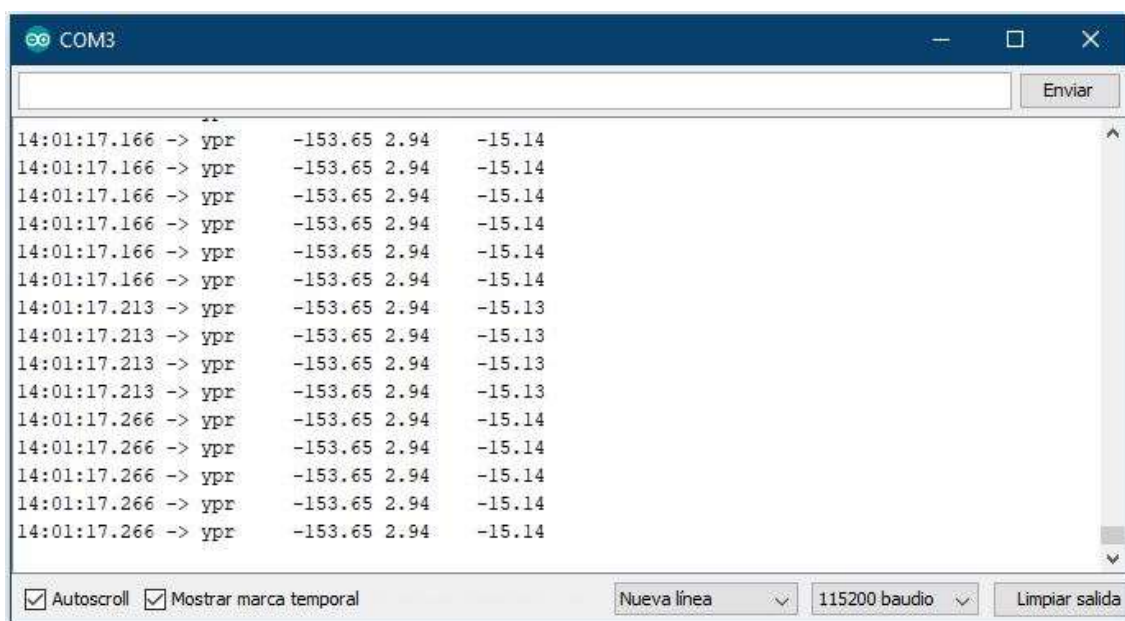 COM3
Enviar
14:01:17.166 -> ypr -153.65 2.94 -15.14
14:01:17.166 -> ypr -153.65 2.94 -15.14
14:01:17.166 -> ypr -153.65 2.94 -15.14
14:01:17.166 -> ypr -153.65 2.94 -15.14
14:01:17.166 -> ypr -153.65 2.94 -15.14
14:01:17.166 -> ypr -153.65 2.94 -15.14
14:01:17.213 -> ypr -153.65 2.94 -15.13
14:01:17.213 -> ypr -153.65 2.94 -15.13
14:01:17.213 -> ypr -153.65 2.94 -15.13
14:01:17.213 -> ypr -153.65 2.94 -15.13
14:01:17.266 -> ypr -153.65 2.94 -15.14
14:01:17.266 -> ypr -153.65 2.94 -15.14
14:01:17.266 -> ypr -153.65 2.94 -15.14
14:01:17.266 -> ypr -153.65 2.94 -15.14
14:01:17.266 -> ypr -153.65 2.94 -15.14
Autoscroll Mostrar marca temporal Nueva línea 115200 baudio Limpiar salida